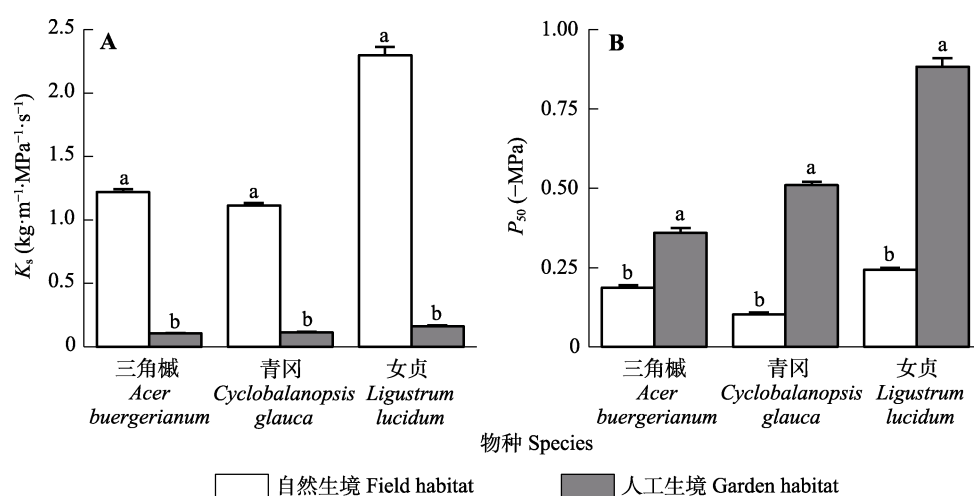 A
2.5
2.0
1.5
1.0
0.5
0
Ks (kg·m⁻¹·MPa⁻¹·s⁻¹)
a
b
a
b
a
b
三角槭
Acer
buergerianum
青冈
Cyclobalanopsis
glauca
女贞
Ligustrum
lucidum
B
1.00
0.75
0.50
0.25
0
P50 (−MPa)
b
a
b
a
b
a
三角槭
Acer
buergerianum
青冈
Cyclobalanopsis
glauca
女贞
Ligustrum
lucidum
物种 Species
自然生境 Field habitat
人工生境 Garden habitat